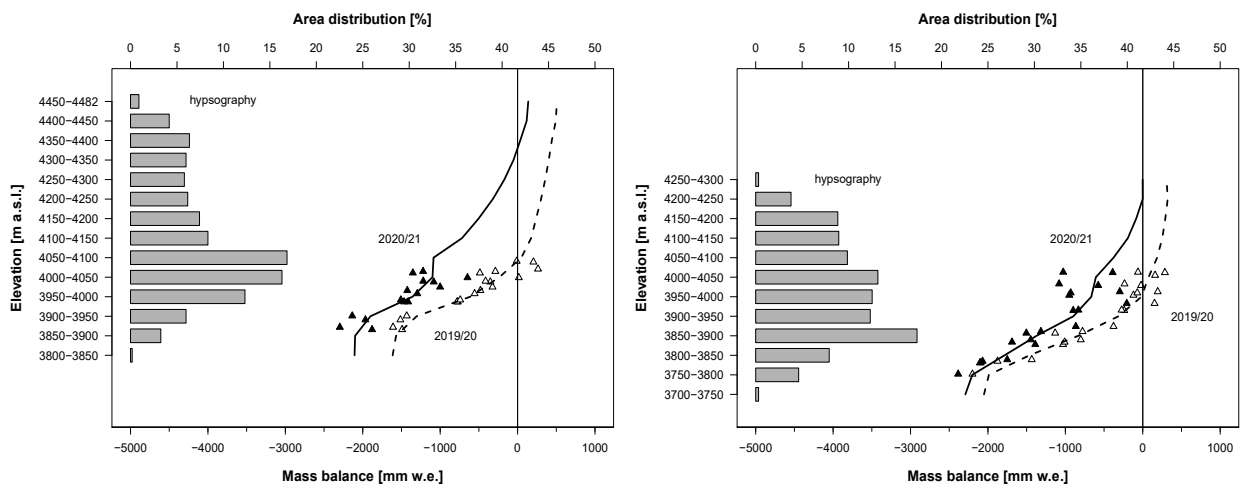 Area distribution [%]
0 5 10 15 20 25 30 35 40 45 50
Elevation [m a.s.l.]
4450−4482
4400−4450
4350−4400
4300−4350
4250−4300
4200−4250
4150−4200
4100−4150
4050−4100
4000−4050
3950−4000
3900−3950
3850−3900
3800−3850
hypsography
2020/21
2019/20
−5000 −4000 −3000 −2000 −1000 0 1000
Mass balance [mm w.e.]
Area distribution [%]
0 5 10 15 20 25 30 35 40 45 50
Elevation [m a.s.l.]
4250−4300
4200−4250
4150−4200
4100−4150
4050−4100
4000−4050
3950−4000
3900−3950
3850−3900
3800−3850
3750−3800
3700−3750
hypsography
2020/21
2019/20
−5000 −4000 −3000 −2000 −1000 0 1000
Mass balance [mm w.e.]